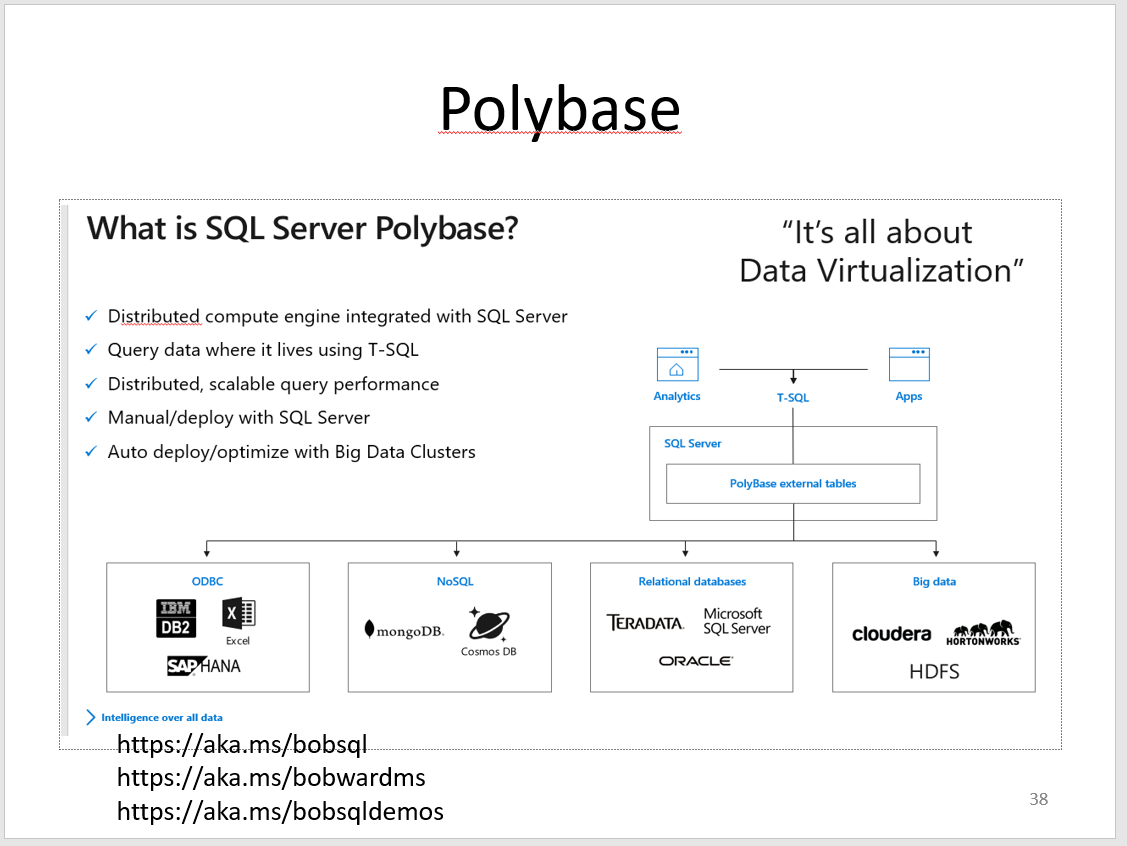 Polybase
What is SQL Server Polybase?
“It’s all about
Data Virtualization”
✓ Distributed compute engine integrated with SQL Server
✓ Query data where it lives using T-SQL
✓ Distributed, scalable query performance
✓ Manual/deploy with SQL Server
✓ Auto deploy/optimize with Big Data Clusters
Analytics
T-SQL
Apps
SQL Server
PolyBase external tables
ODBC
IBM
DB2
X
Excel
SAP HANA
NoSQL
mongoDB.
Cosmos DB
Relational databases
TERADATA.
Microsoft
SQL Server
ORACLE
Big data
cloudera
HORTONWORKS
HDFS
Intelligence over all data
https://aka.ms/bobsql
https://aka.ms/bobwardms
https://aka.ms/bobsqldemos
38